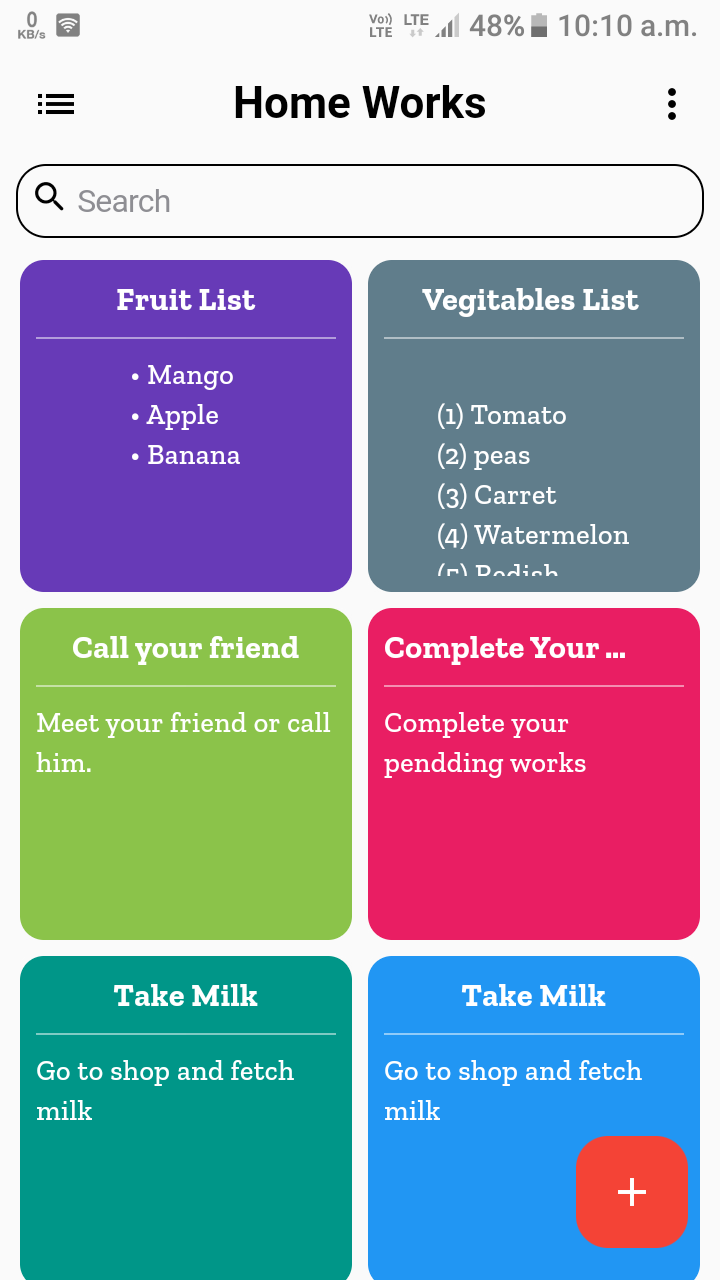 0
KB/s
Vo))
LTE
LTE
48%
10:10 a.m.
Home Works
Search
Fruit List
• Mango
• Apple
• Banana
Vegitables List
(1) Tomato
(2) peas
(3) Carret
(4) Watermelon
(5) Redish
Call your friend
Meet your friend or call
him.
Complete Your ...
Complete your
pendding works
Take Milk
Go to shop and fetch
milk
Take Milk
Go to shop and fetch
milk